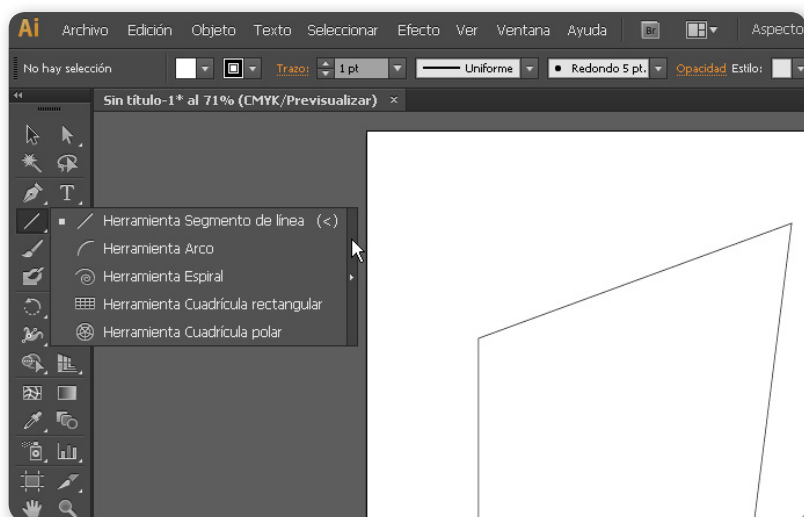 Ai Archivo Edición Objeto Texto Seleccionar Efecto Ver Ventana Ayuda Br Aspecto
No hay selección Trazo: 1 pt Uniforme Redondo 5 pt. Opacidad Estilo:
Sin título-1* al 71% (CMYK/Previsualizar) ×
T
Herramienta Segmento de línea (<)
Herramienta Arco
Herramienta Espiral
Herramienta Cuadrícula rectangular
Herramienta Cuadrícula polar